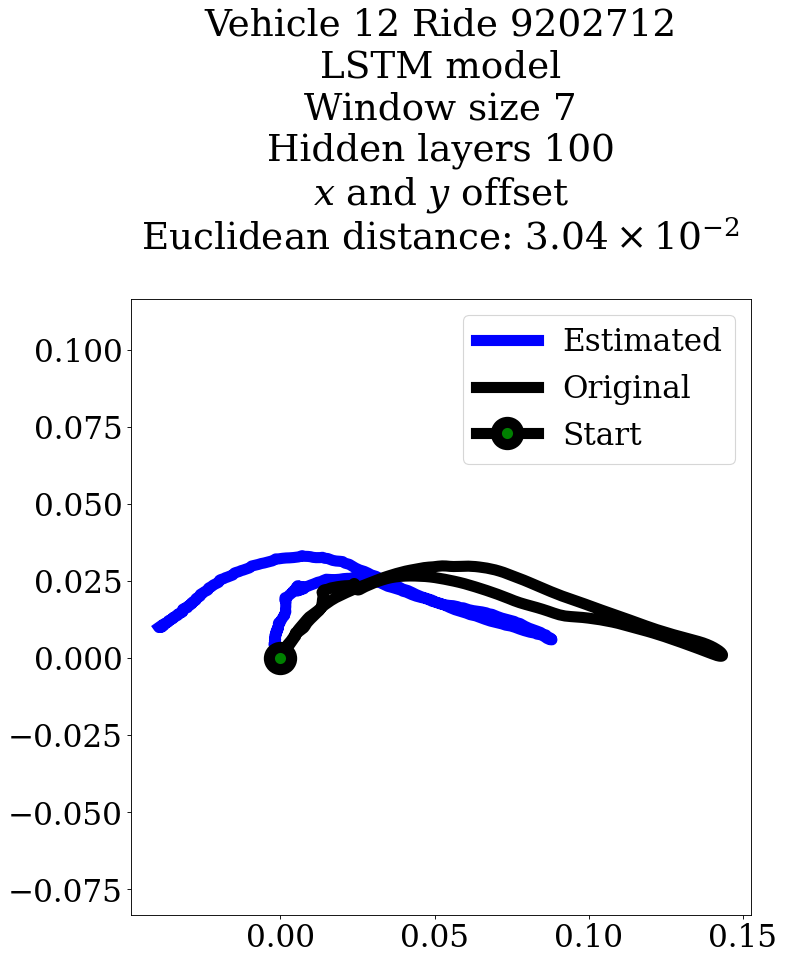 Vehicle 12 Ride 9202712
LSTM model
Window size 7
Hidden layers 100
x and y offset
Euclidean distance: 3.04 × 10⁻²
Estimated
Original
Start
0.100
0.075
0.050
0.025
0.000
−0.025
−0.050
−0.075
0.00 0.05 0.10 0.15